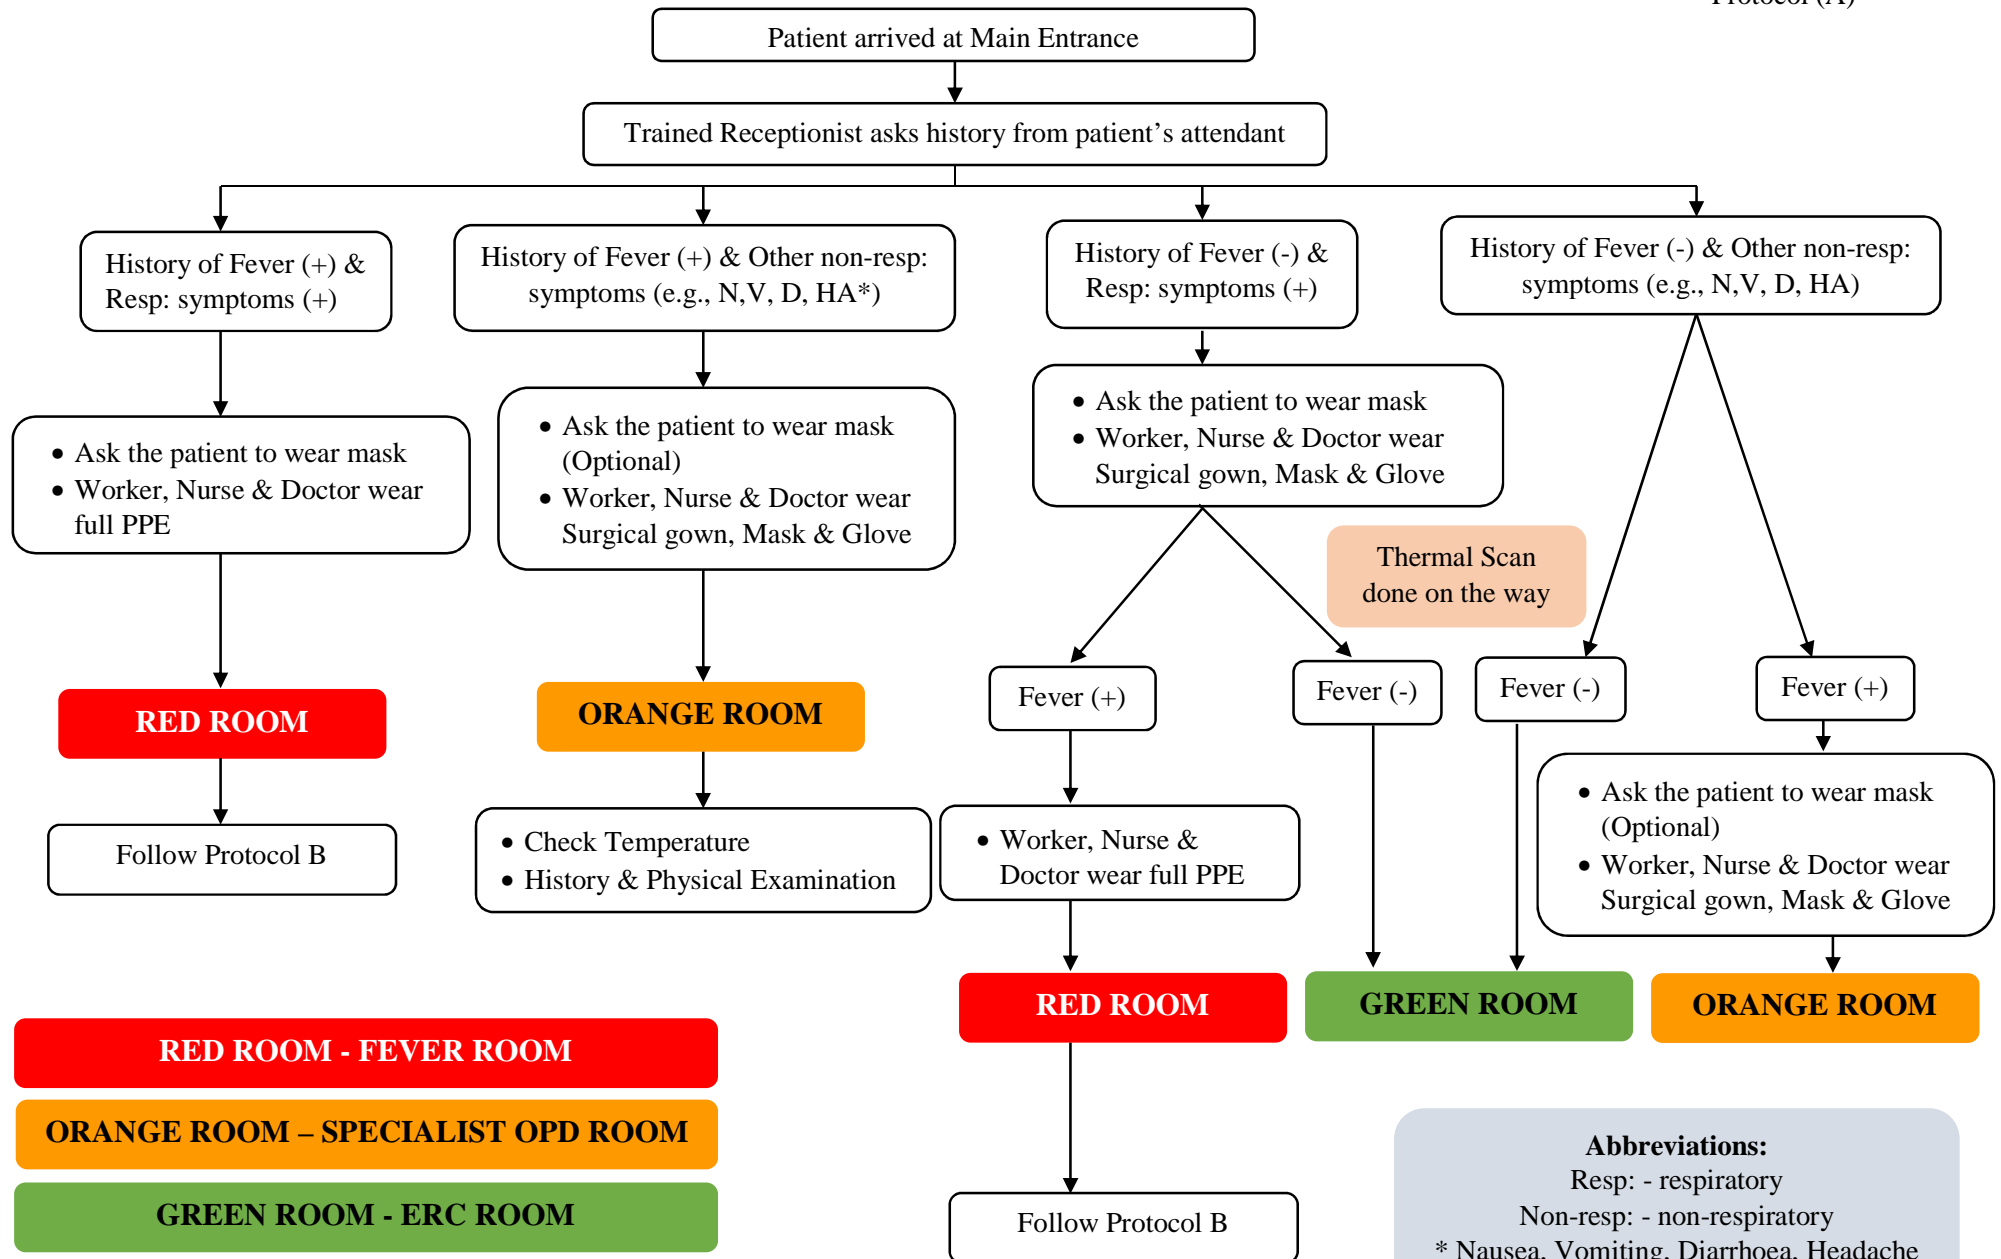 Protocol (A)
Patient arrived at Main Entrance
Trained Receptionist asks history from patient’s attendant
History of Fever (+) &
Resp: symptoms (+)
History of Fever (+) & Other non-resp:
symptoms (e.g., N,V, D, HA*)
History of Fever (-) &
Resp: symptoms (+)
History of Fever (-) & Other non-resp:
symptoms (e.g., N,V, D, HA)
• Ask the patient to wear mask
• Worker, Nurse & Doctor wear
full PPE
• Ask the patient to wear mask
(Optional)
• Worker, Nurse & Doctor wear
Surgical gown, Mask & Glove
• Ask the patient to wear mask
• Worker, Nurse & Doctor wear
Surgical gown, Mask & Glove
Thermal Scan
done on the way
Fever (+)
Fever (-)
Fever (-)
Fever (+)
RED ROOM
ORANGE ROOM
• Ask the patient to wear mask
(Optional)
• Worker, Nurse & Doctor wear
Surgical gown, Mask & Glove
Follow Protocol B
• Check Temperature
• History & Physical Examination
• Worker, Nurse &
Doctor wear full PPE
RED ROOM
GREEN ROOM
ORANGE ROOM
RED ROOM - FEVER ROOM
ORANGE ROOM – SPECIALIST OPD ROOM
GREEN ROOM - ERC ROOM
Follow Protocol B
Abbreviations:
Resp: - respiratory
Non-resp: - non-respiratory
* Nausea, Vomiting, Diarrhoea, Headache